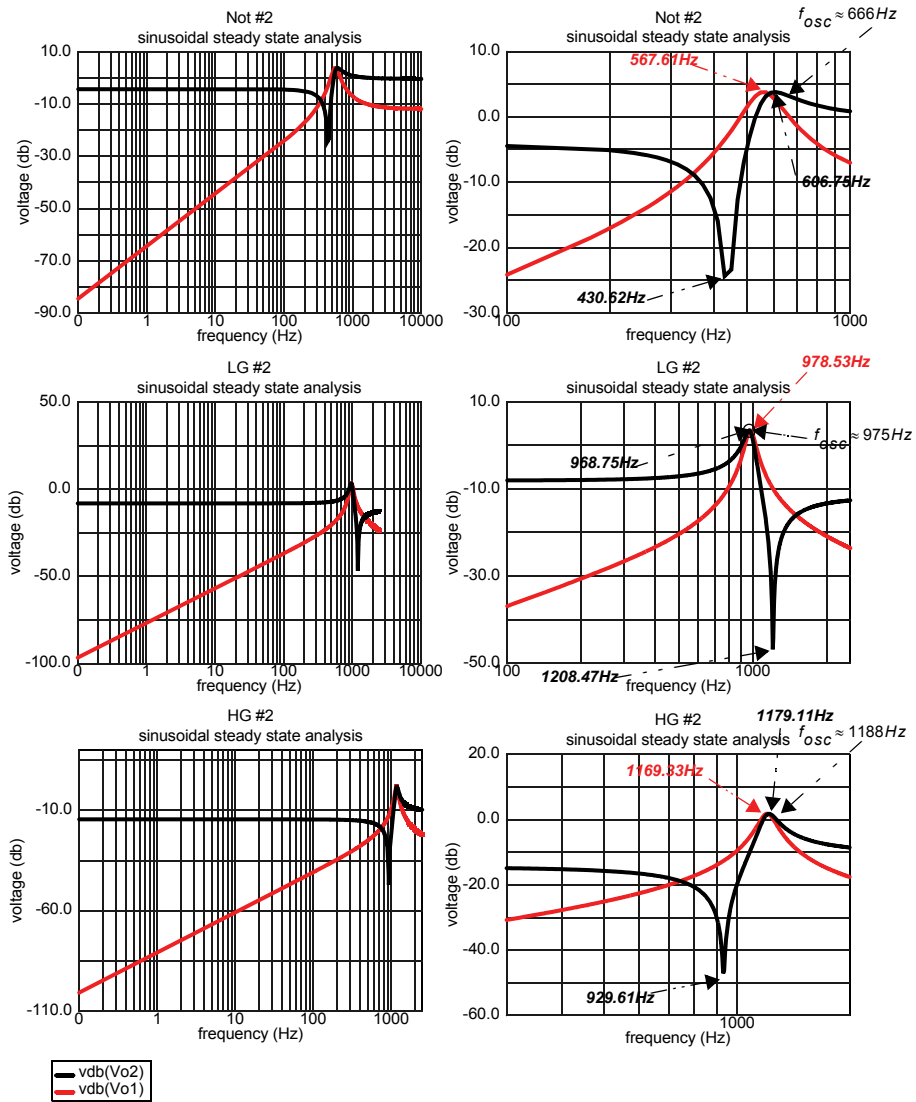 Not #2
sinusoidal steady state analysis
10.0
-10.0
-30.0
-50.0
-70.0
-90.0
voltage (db)
0 1 10 100 1000 10000
frequency (Hz)
Not #2
sinusoidal steady state analysis
fosc ≈ 666Hz
567.61Hz
10.0
0.0
-10.0
-20.0
-30.0
voltage (db)
606.75Hz
430.62Hz
100 1000
frequency (Hz)
LG #2
sinusoidal steady state analysis
50.0
0.0
-50.0
-100.0
voltage (db)
0 1 10 100 1000 10000
frequency (Hz)
LG #2
sinusoidal steady state analysis
978.53Hz
10.0
-10.0
-30.0
-50.0
voltage (db)
fosc ≈ 975Hz
968.75Hz
1208.47Hz
100 1000
frequency (Hz)
HG #2
sinusoidal steady state analysis
-10.0
-60.0
-110.0
voltage (db)
0 1 10 100 1000
frequency (Hz)
HG #2
sinusoidal steady state analysis
1179.11Hz
fosc ≈ 1188Hz
1169.33Hz
20.0
0.0
-20.0
-40.0
-60.0
voltage (db)
929.61Hz
1000
frequency (Hz)
vdb(Vo2)
vdb(Vo1)